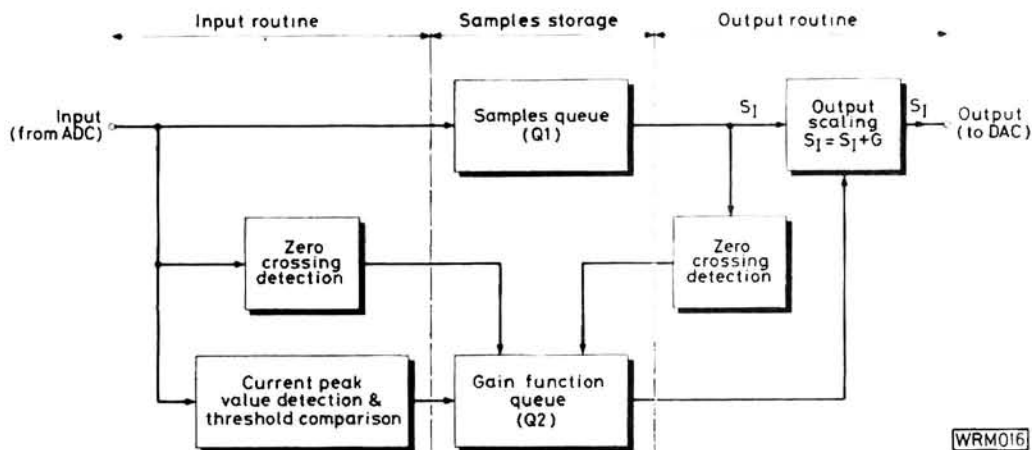 Input routine
Samples storage
Output routine
Input
(from ADC)
Samples queue
(Q1)
S_I
Output
scaling
S_I = S_I + G
S_I
Output
(to DAC)
Zero
crossing
detection
Zero
crossing
detection
Current peak
value detection &
threshold comparison
Gain function
queue
(Q2)
WRM016